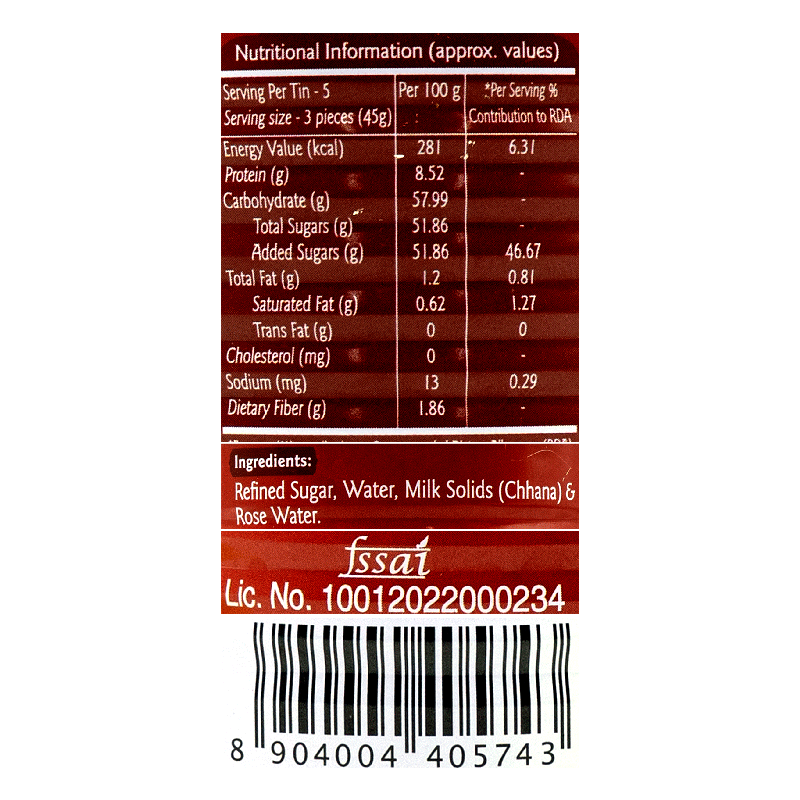 Nutritional Information (approx. values)
Serving Per Tin - 5 Per 100 g *Per Serving %
Serving size - 3 pieces (45g) Contribution to RDA
Energy Value (kcal) 281 6.31
Protein (g) 8.52 -
Carbohydrate (g) 57.99 -
Total Sugars (g) 51.86 -
Added Sugars (g) 51.86 46.67
Total Fat (g) 1.2 0.81
Saturated Fat (g) 0.62 1.27
Trans Fat (g) 0 0
Cholesterol (mg) 0 -
Sodium (mg) 13 0.29
Dietary Fiber (g) 1.86 -
Ingredients:
Refined Sugar, Water, Milk Solids (Chhana) &
Rose Water.
fssai
Lic. No. 10012022000234
8 904004 405743